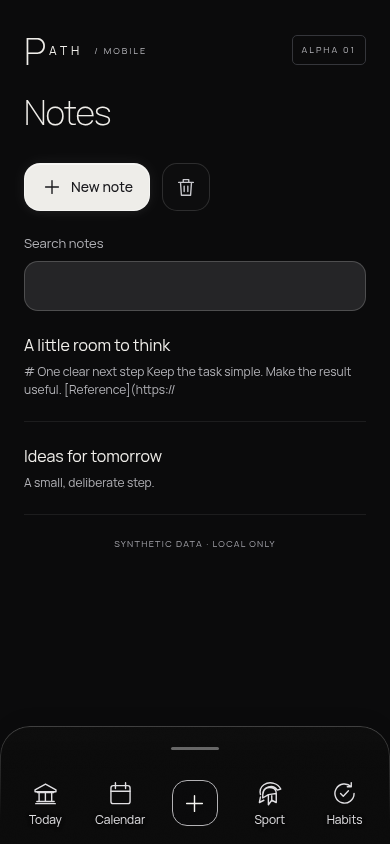 PATH / MOBILE
ALPHA 01
Notes
New note
Search notes
A little room to think
# One clear next step Keep the task simple. Make the result
useful. [Reference](https://
Ideas for tomorrow
A small, deliberate step.
SYNTHETIC DATA · LOCAL ONLY
Today
Calendar
Sport
Habits